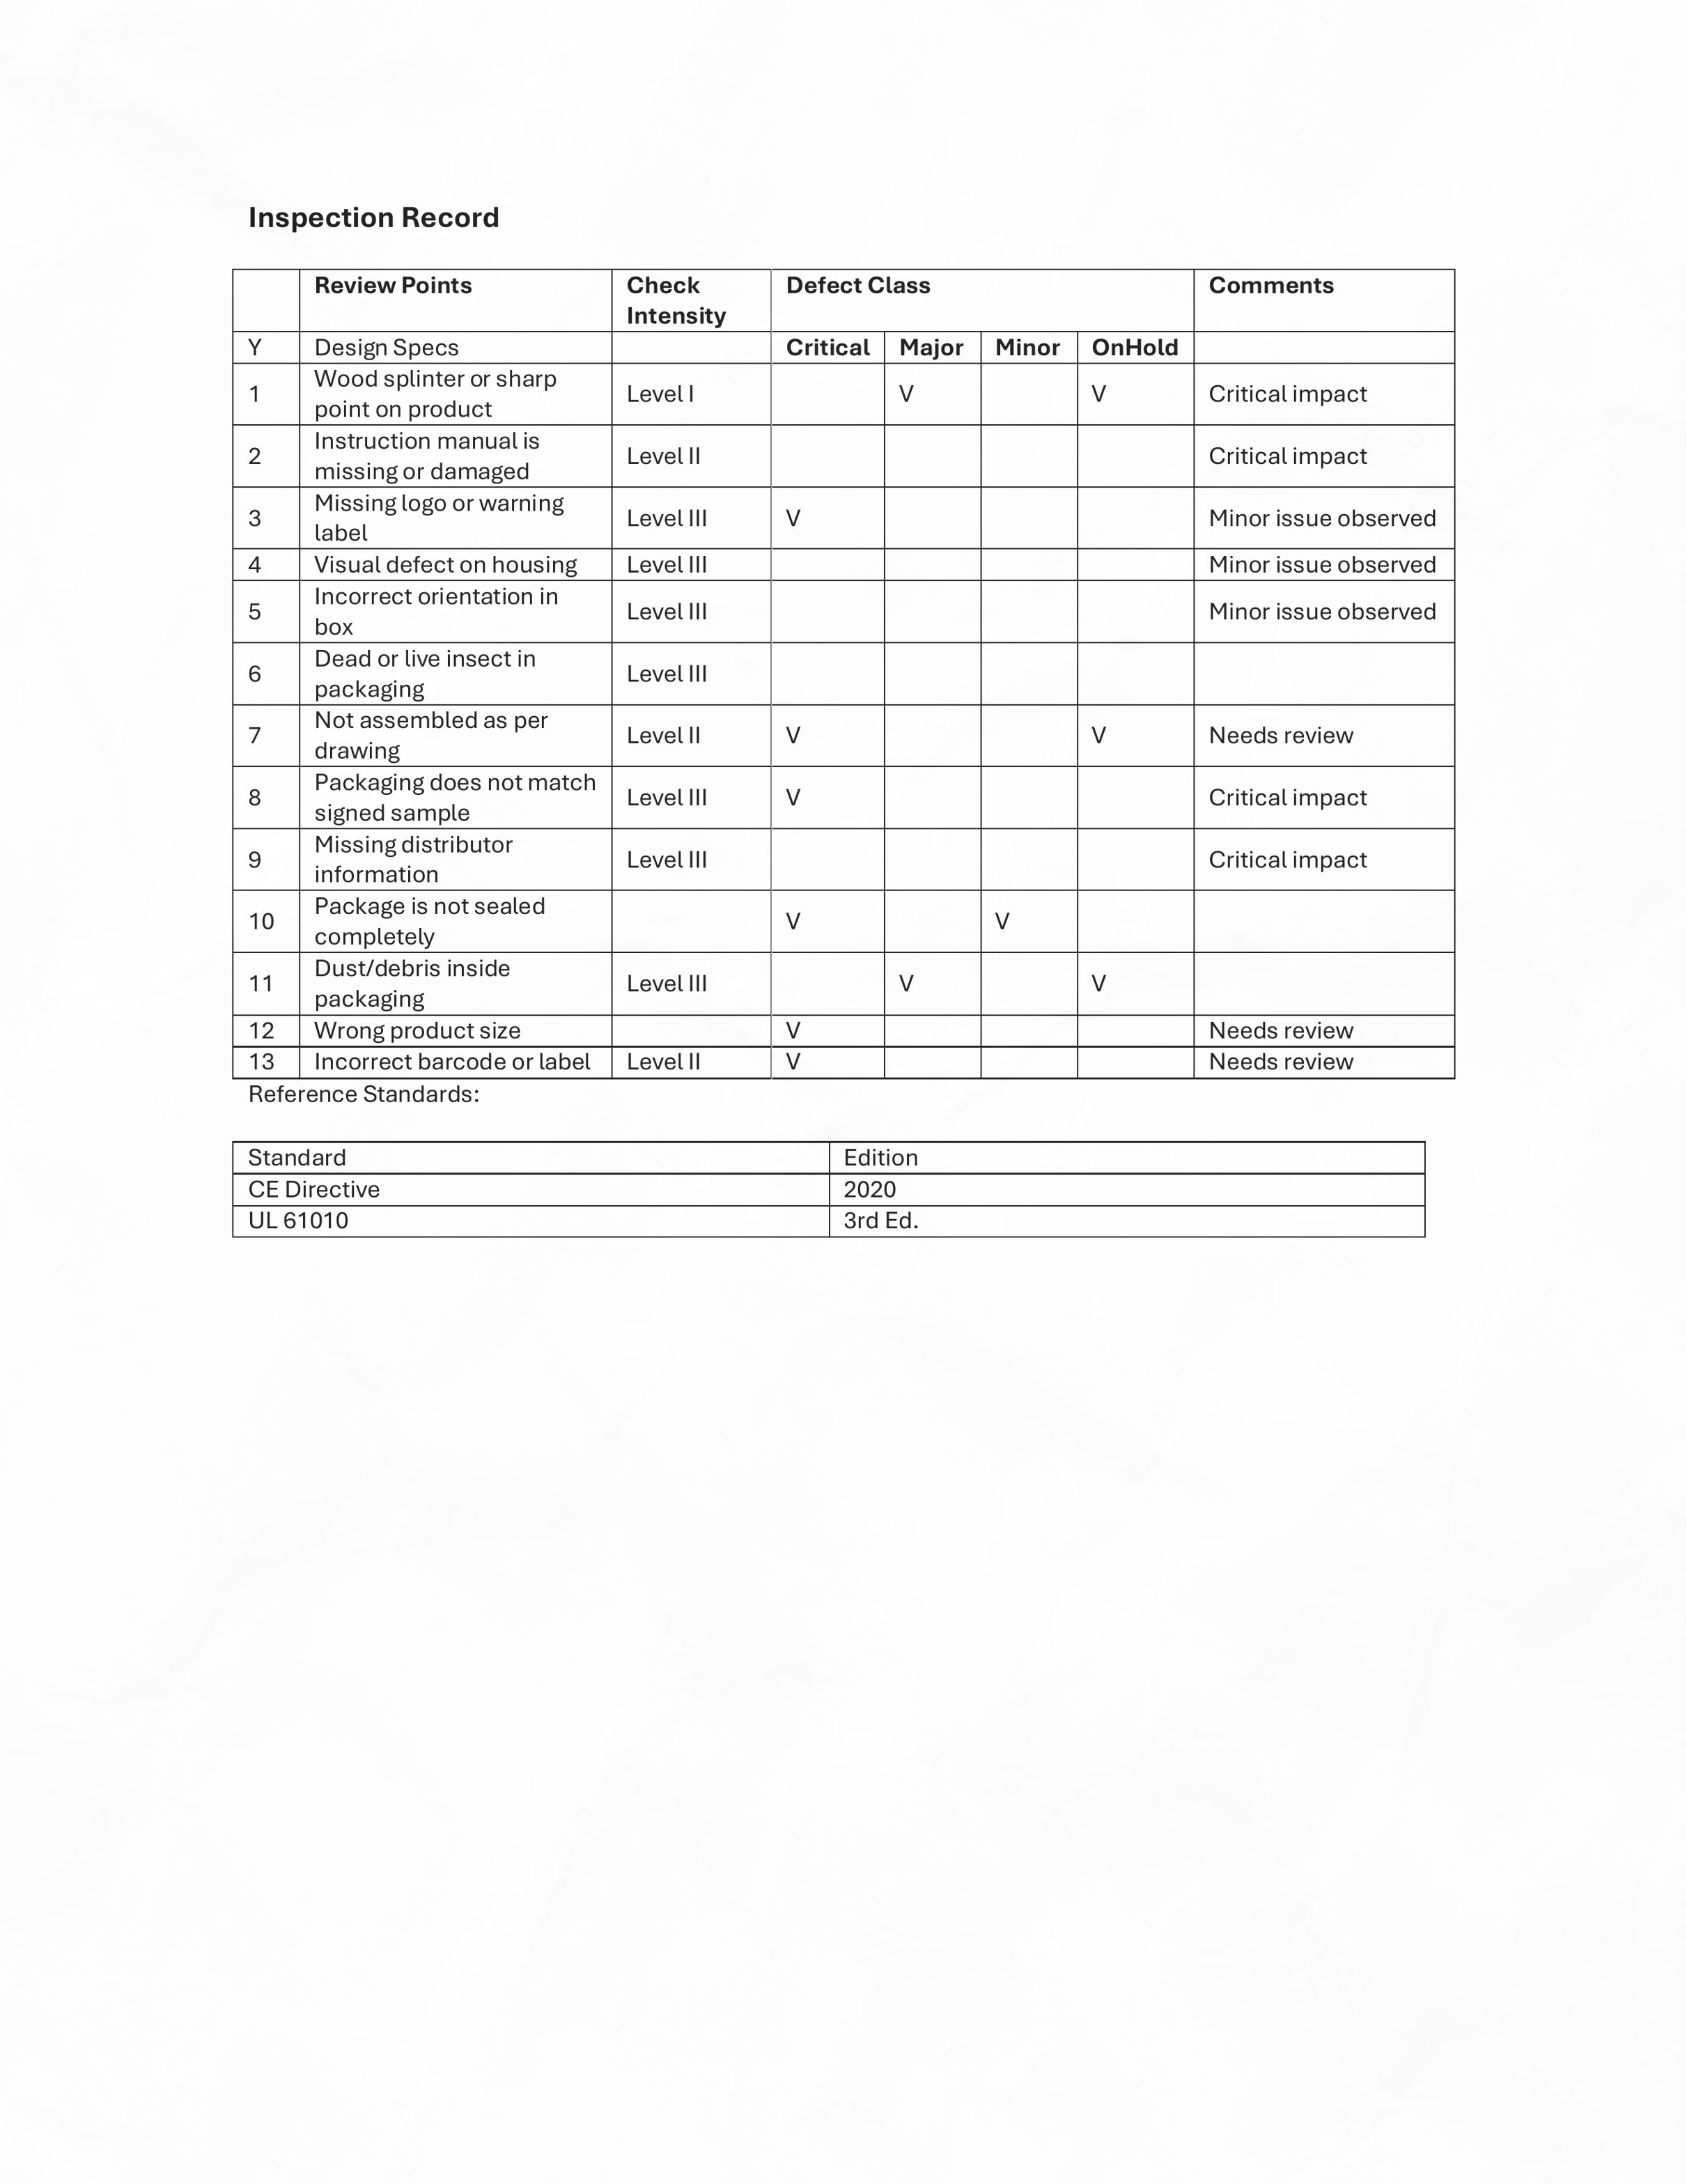 Inspection Record
Review Points Check Intensity Defect Class Comments
Y Design Specs Critical Major Minor OnHold
1 Wood splinter or sharp point on product Level I V V Critical impact
2 Instruction manual is missing or damaged Level II Critical impact
3 Missing logo or warning label Level III V Minor issue observed
4 Visual defect on housing Level III Minor issue observed
5 Incorrect orientation in box Level III Minor issue observed
6 Dead or live insect in packaging Level III
7 Not assembled as per drawing Level II V V Needs review
8 Packaging does not match signed sample Level III V Critical impact
9 Missing distributor information Level III Critical impact
10 Package is not sealed completely V V
11 Dust/debris inside packaging Level III V V
12 Wrong product size V Needs review
13 Incorrect barcode or label Level II V Needs review
Reference Standards:
Standard Edition
CE Directive 2020
UL 61010 3rd Ed.